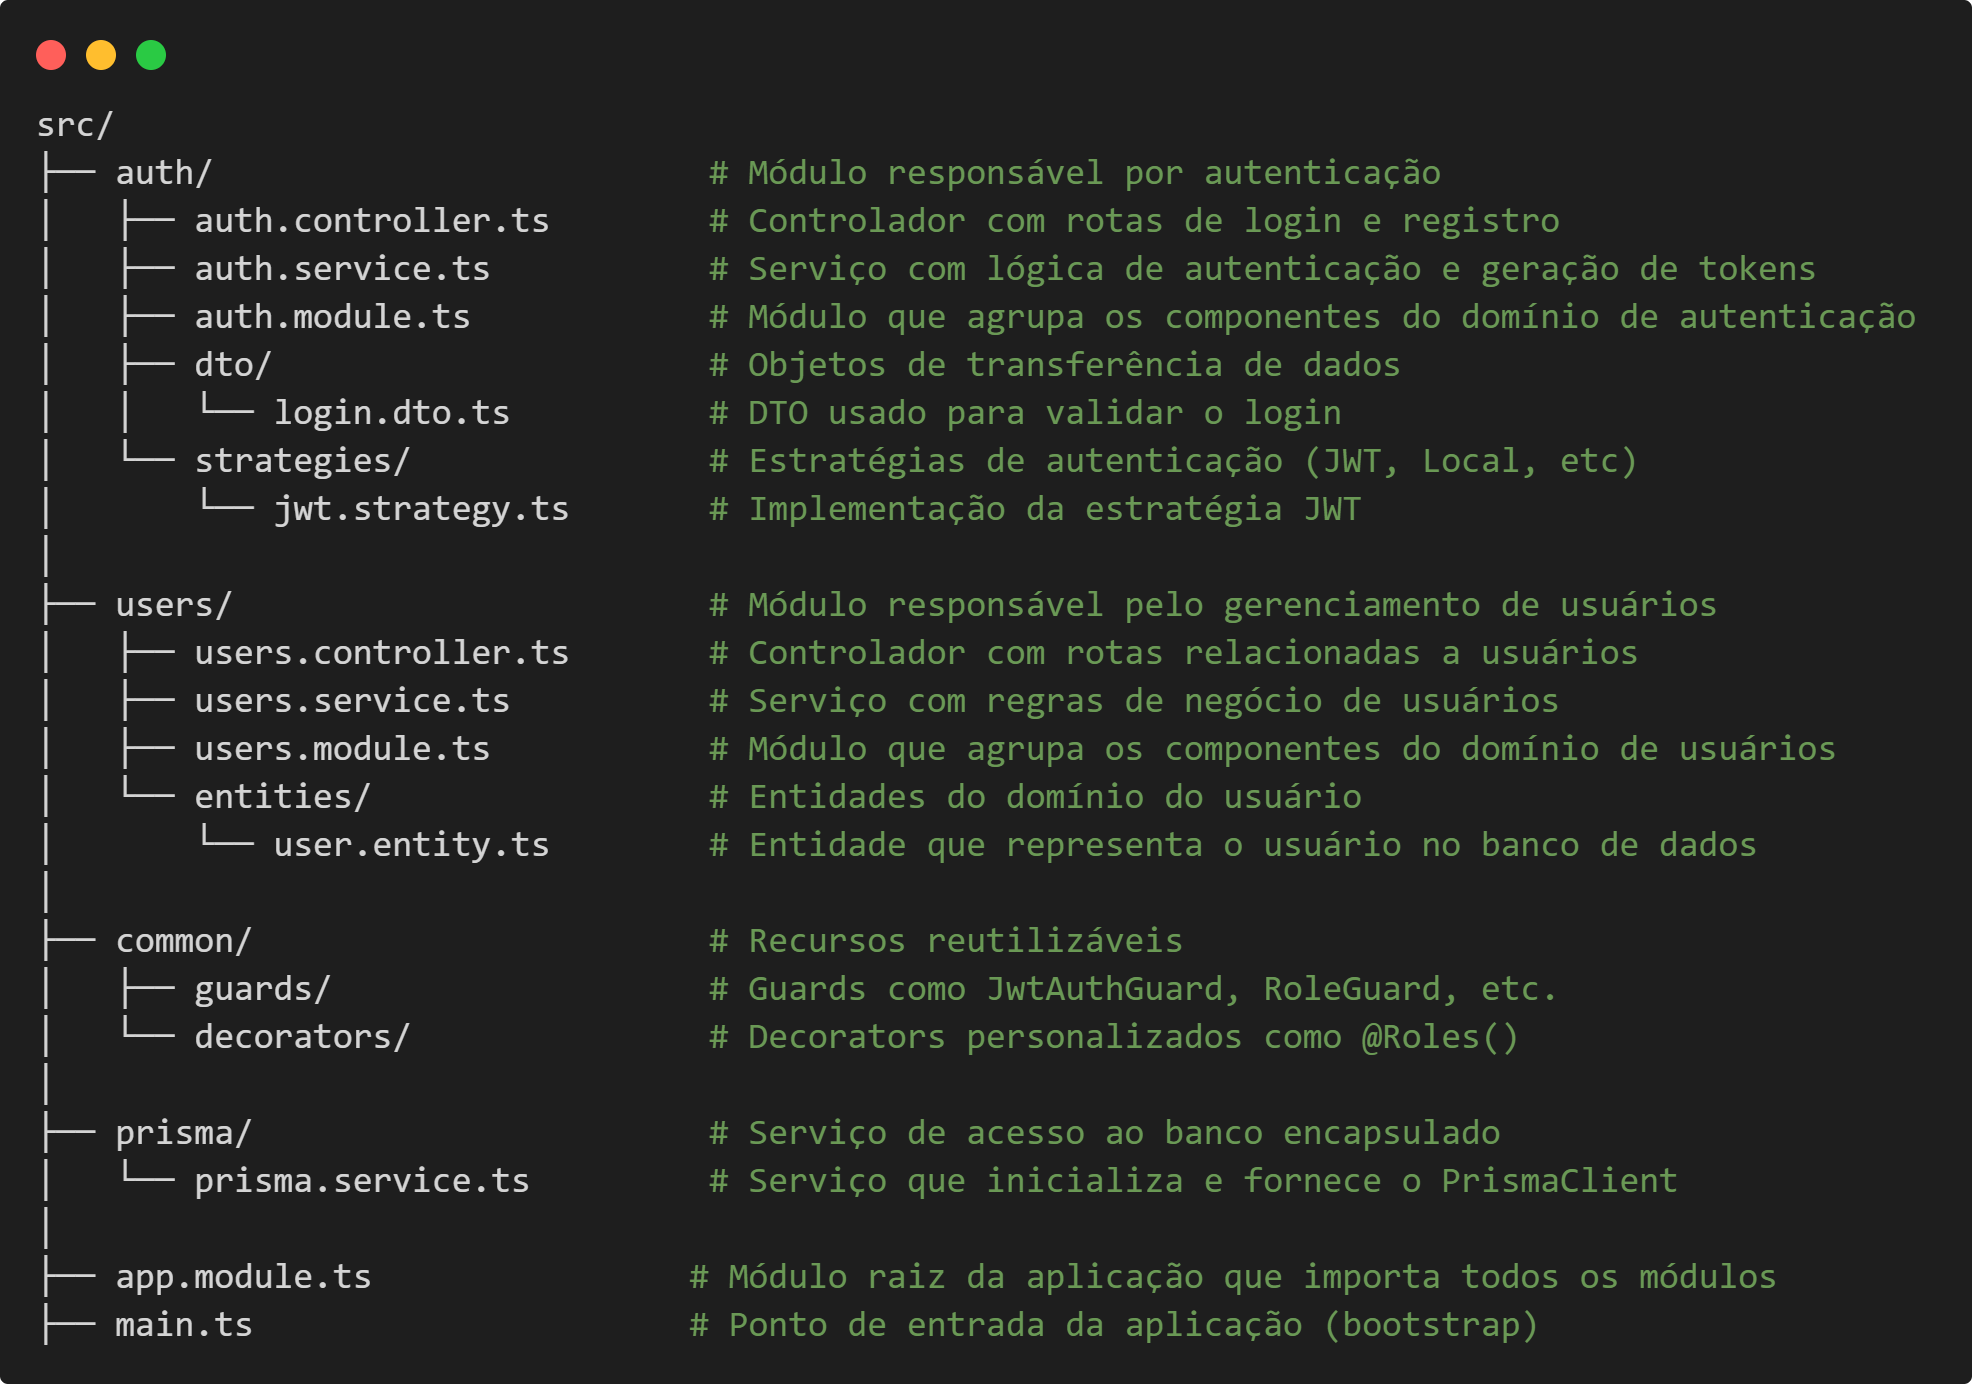 src/
├── auth/                              # Módulo responsável por autenticação
│   ├── auth.controller.ts        # Controlador com rotas de login e registro
│   ├── auth.service.ts           # Serviço com lógica de autenticação e geração de tokens
│   ├── auth.module.ts            # Módulo que agrupa os componentes do domínio de autenticação
│   ├── dto/                      # Objetos de transferência de dados
│   │   └── login.dto.ts          # DTO usado para validar o login
│   └── strategies/               # Estratégias de autenticação (JWT, Local, etc)
│       └── jwt.strategy.ts       # Implementação da estratégia JWT
│
├── users/                        # Módulo responsável pelo gerenciamento de usuários
│   ├── users.controller.ts       # Controlador com rotas relacionadas a usuários
│   ├── users.service.ts          # Serviço com regras de negócio de usuários
│   ├── users.module.ts           # Módulo que agrupa os componentes do domínio de usuários
│   └── entities/                 # Entidades do domínio do usuário
│       └── user.entity.ts        # Entidade que representa o usuário no banco de dados
│
├── common/                       # Recursos reutilizáveis
│   ├── guards/                   # Guards como JwtAuthGuard, RoleGuard, etc.
│   └── decorators/               # Decorators personalizados como @Roles()
│
├── prisma/                       # Serviço de acesso ao banco encapsulado
│   └── prisma.service.ts         # Serviço que inicializa e fornece o PrismaClient
│
├── app.module.ts                # Módulo raiz da aplicação que importa todos os módulos
├── main.ts                      # Ponto de entrada da aplicação (bootstrap)